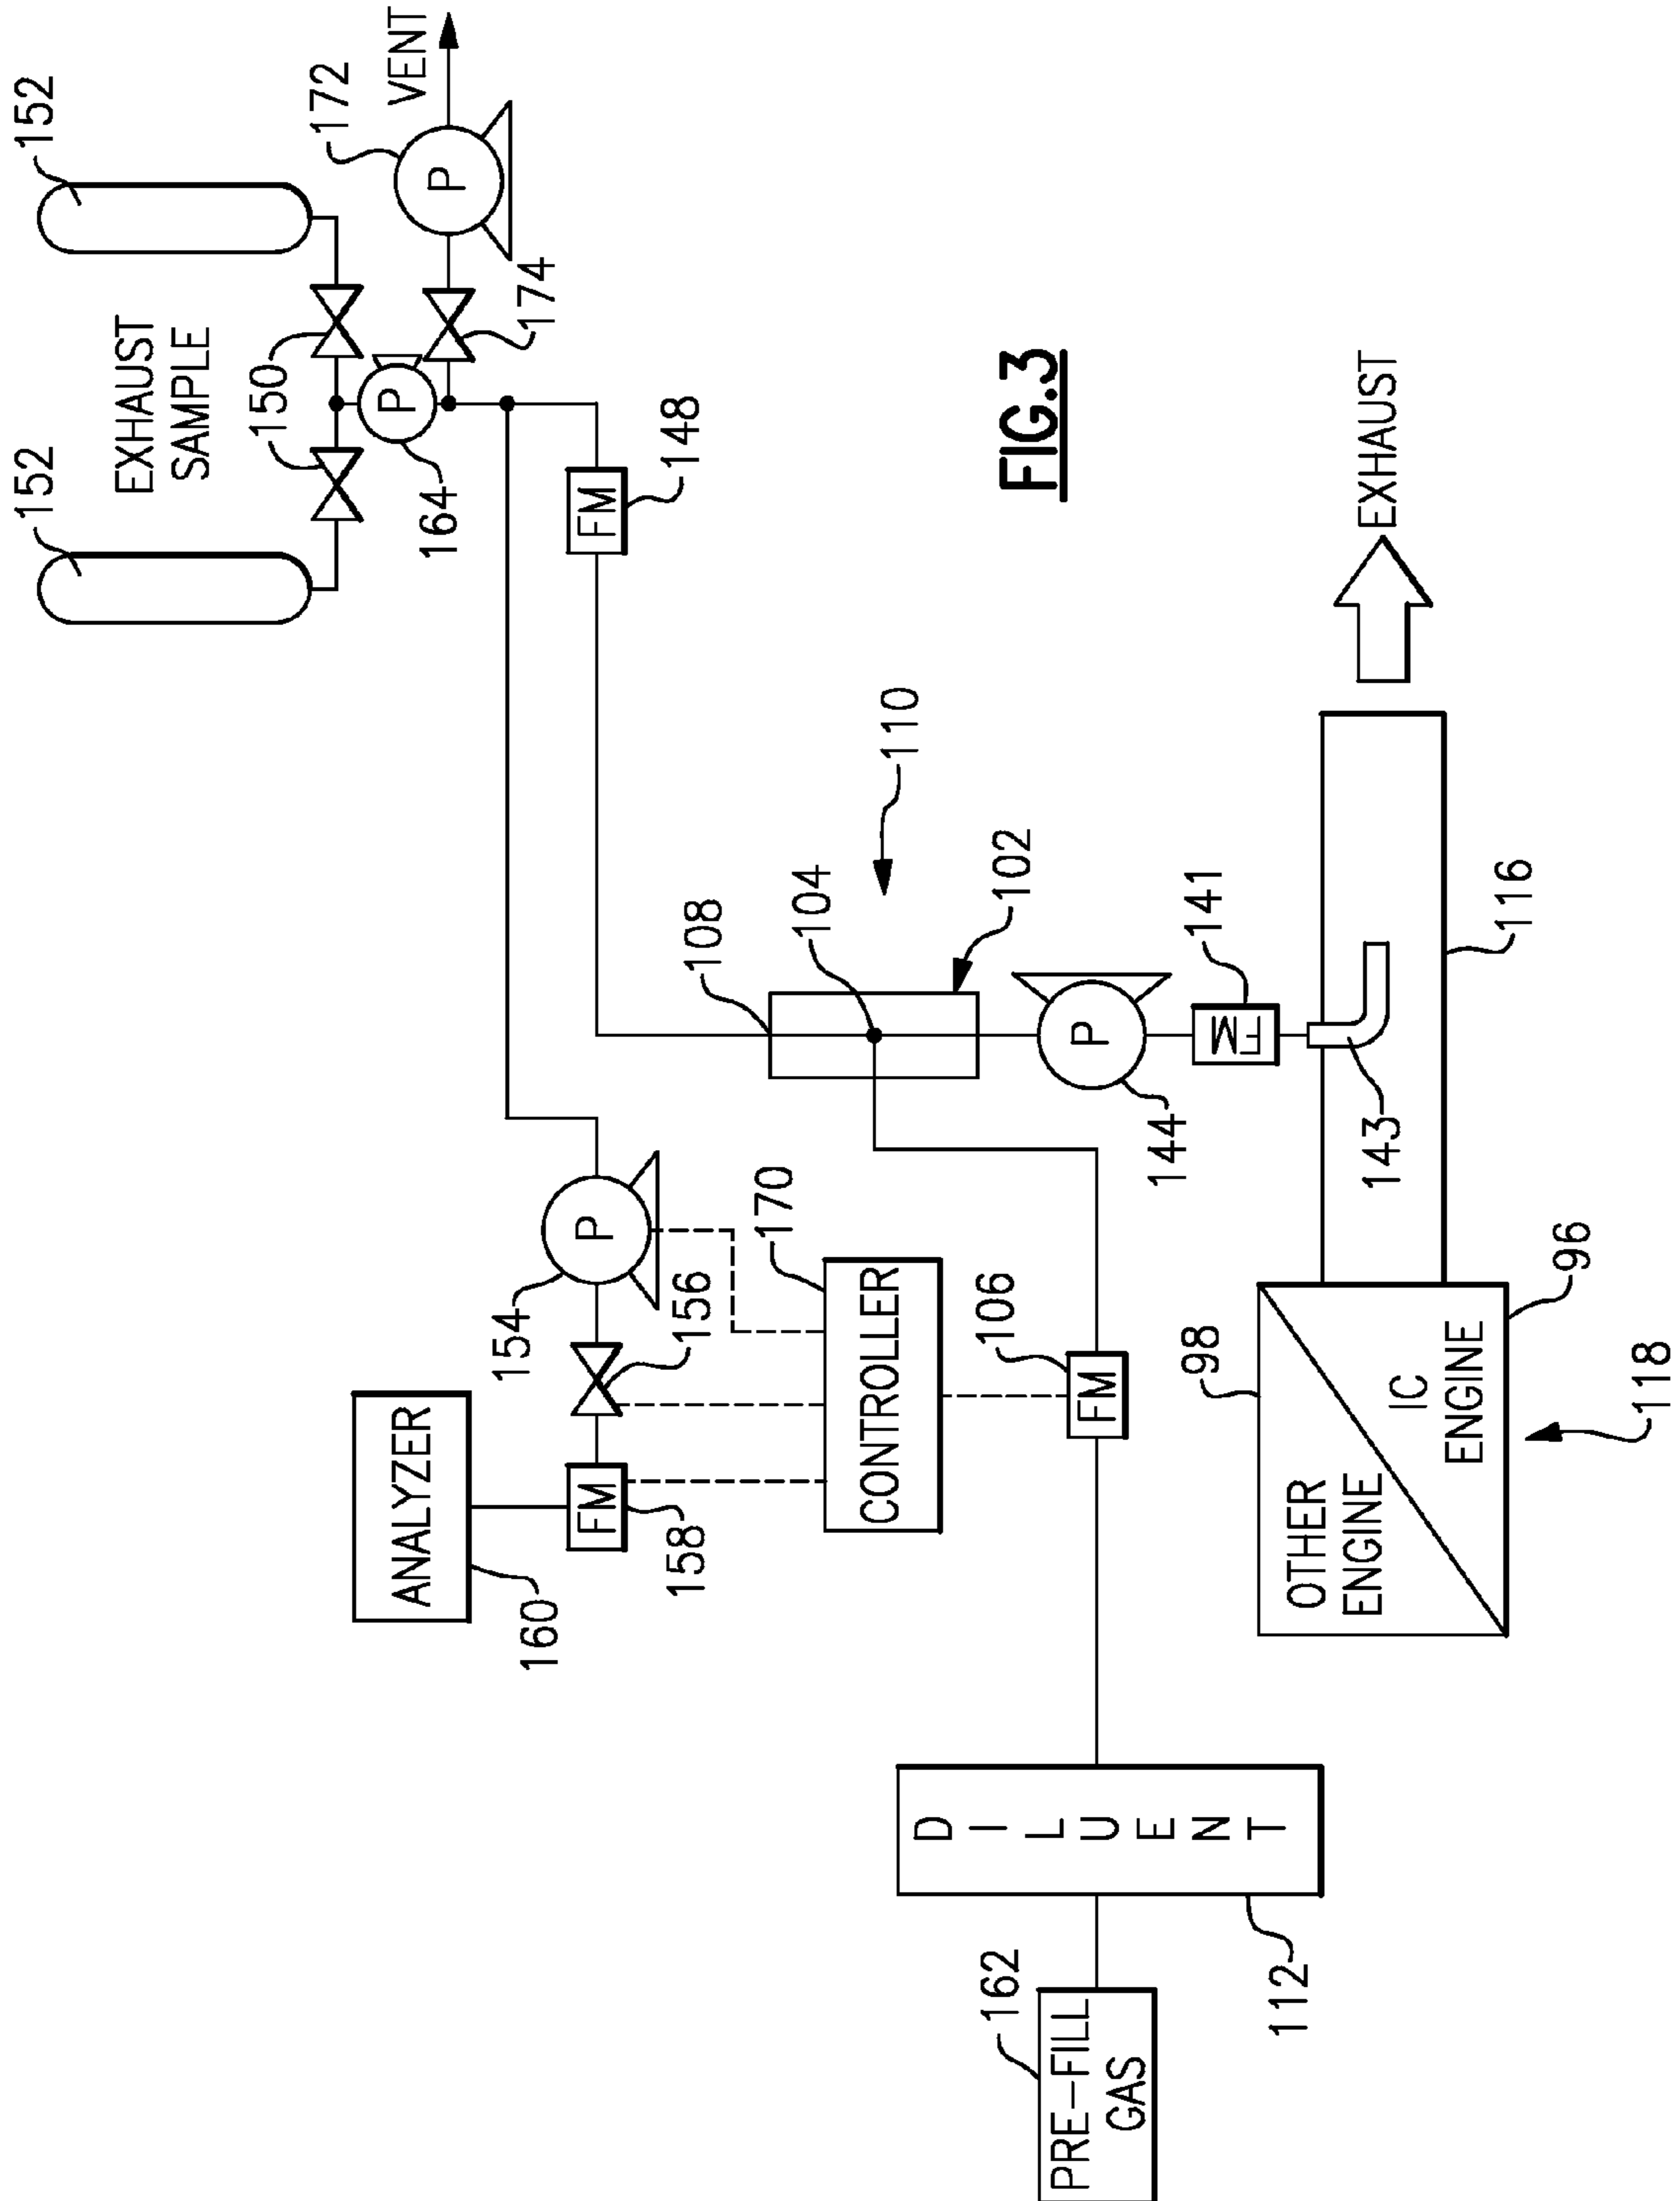 152
152
EXHAUST
SAMPLE
150
172
P
VENT
ANALYZER
P
164
154
174
160
FM
P
FM
158
156
148
108
170
104
CONTROLLER
110
DILUENT
106
162
102
FIG.3
PRE-FILL
GAS
FM
P
144
98
141
FM
112
OTHER
ENGINE
143
EXHAUST
IC
ENGINE
96
116
118